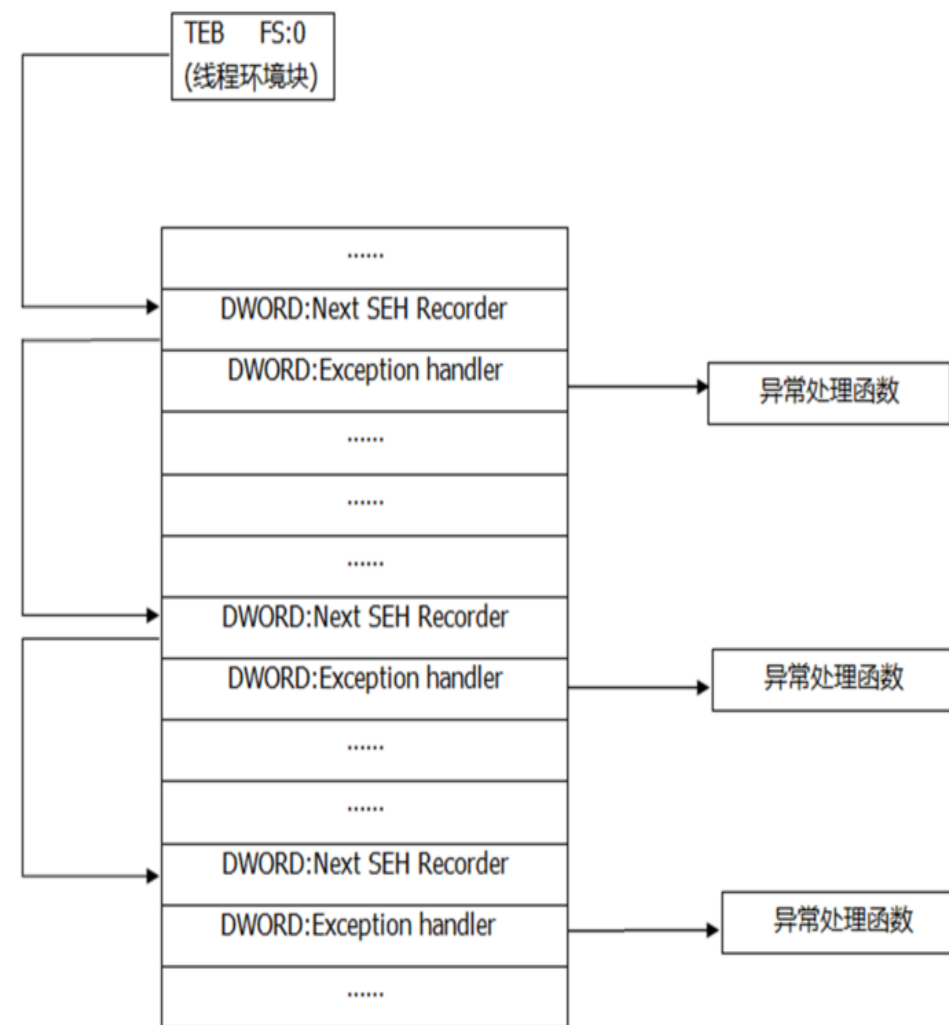 TEB FS:0
(线程环境块)
......
DWORD:Next SEH Recorder
DWORD:Exception handler
异常处理函数
......
......
......
DWORD:Next SEH Recorder
DWORD:Exception handler
异常处理函数
......
......
DWORD:Next SEH Recorder
DWORD:Exception handler
异常处理函数
......